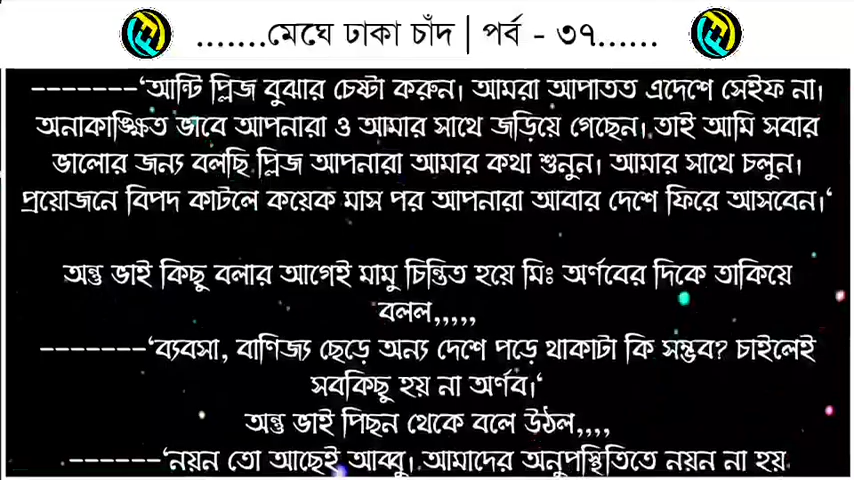 .......মেঘে ঢাকা চাঁদ | পর্ব - ৩৭......
-------‘আন্টি প্লিজ বুঝার চেষ্টা করুন। আমরা আপাতত এদেশে সেইফ না।
অনাকাঙ্ক্ষিত ভাবে আপনারা ও আমার সাথে জড়িয়ে গেছেন। তাই আমি সবার
ভালোর জন্য বলছি প্লিজ আপনারা আমার কথা শুনুন। আমার সাথে চলুন।
প্রয়োজনে বিপদ কাটলে কয়েক মাস পর আপনারা আবার দেশে ফিরে আসবেন।‘
অন্তু ভাই কিছু বলার আগেই মামু চিন্তিত হয়ে মিঃ অর্ণবের দিকে তাকিয়ে
বলল,,,,,
-------‘ব্যবসা, বাণিজ্য ছেড়ে অন্য দেশে পড়ে থাকাটা কি সম্ভব? চাইলেই
সবকিছু হয় না অর্ণব।‘
অন্তু ভাই পিছন থেকে বলে উঠল,,,,
------‘নয়ন তো আছেই আব্বু। আমাদের অনুপস্থিতিতে নয়ন না হয়